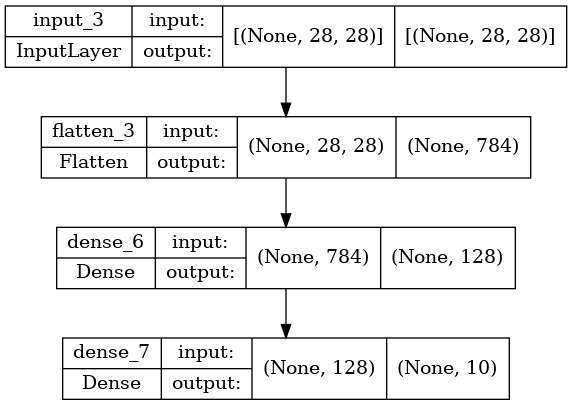 input_3 input: [(None, 28, 28)] [(None, 28, 28)]
InputLayer output:
flatten_3 input: (None, 28, 28) (None, 784)
Flatten output:
dense_6 input: (None, 784) (None, 128)
Dense output:
dense_7 input: (None, 128) (None, 10)
Dense output: